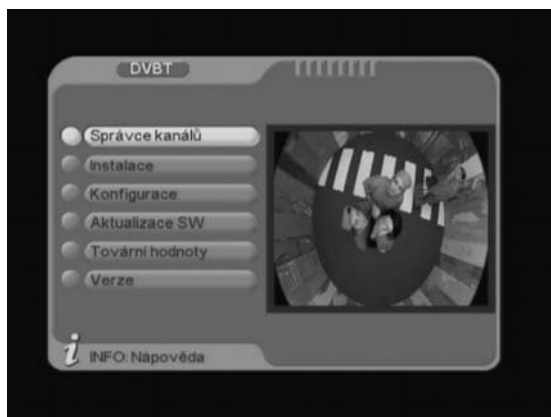 DVBT
Správce kanálů
Instalace
Konfigurace
Aktualizace SW
Tovární hodnoty
Verze
i INFO: Nápověda